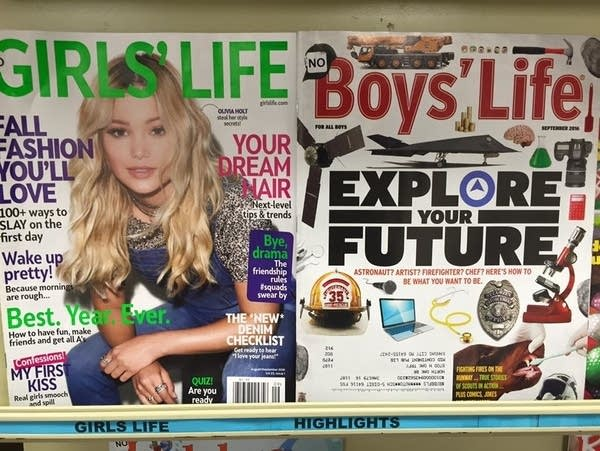 GIRLS' LIFE
girlslife.com
OLIVIA HOLT
steal her style
secrets!
FALL
FASHION
YOU'LL
LOVE
100+ ways to
SLAY on the
first day
Wake up
pretty!
Because mornings
are rough...
Best. Year. Ever.
How to have fun, make
friends and get all A's
Confessions!
MY FIRST
KISS
Real girls smooch
and spill
YOUR
DREAM
HAIR
Next-level
tips & trends
Bye,
drama
The
friendship
rules
#squads
swear by
THE *NEW*
DENIM
CHECKLIST
Get ready to hear
"I love your jeans!"
QUIZ!
Are you
ready
NO
Boys' Life
FOR ALL BOYS
SEPTEMBER 2016
EXPLORE
YOUR
FUTURE
ASTRONAUT? ARTIST? FIREFIGHTER? CHEF? HERE'S HOW TO
BE WHAT YOU WANT TO BE.
35
FIGHTING FIRES ON THE
RUNWAY ... TRUE STORIES
OF SCOUTS IN ACTION ...
PLUS COMICS, JOKES
GIRLS LIFE
HIGHLIGHTS
NO